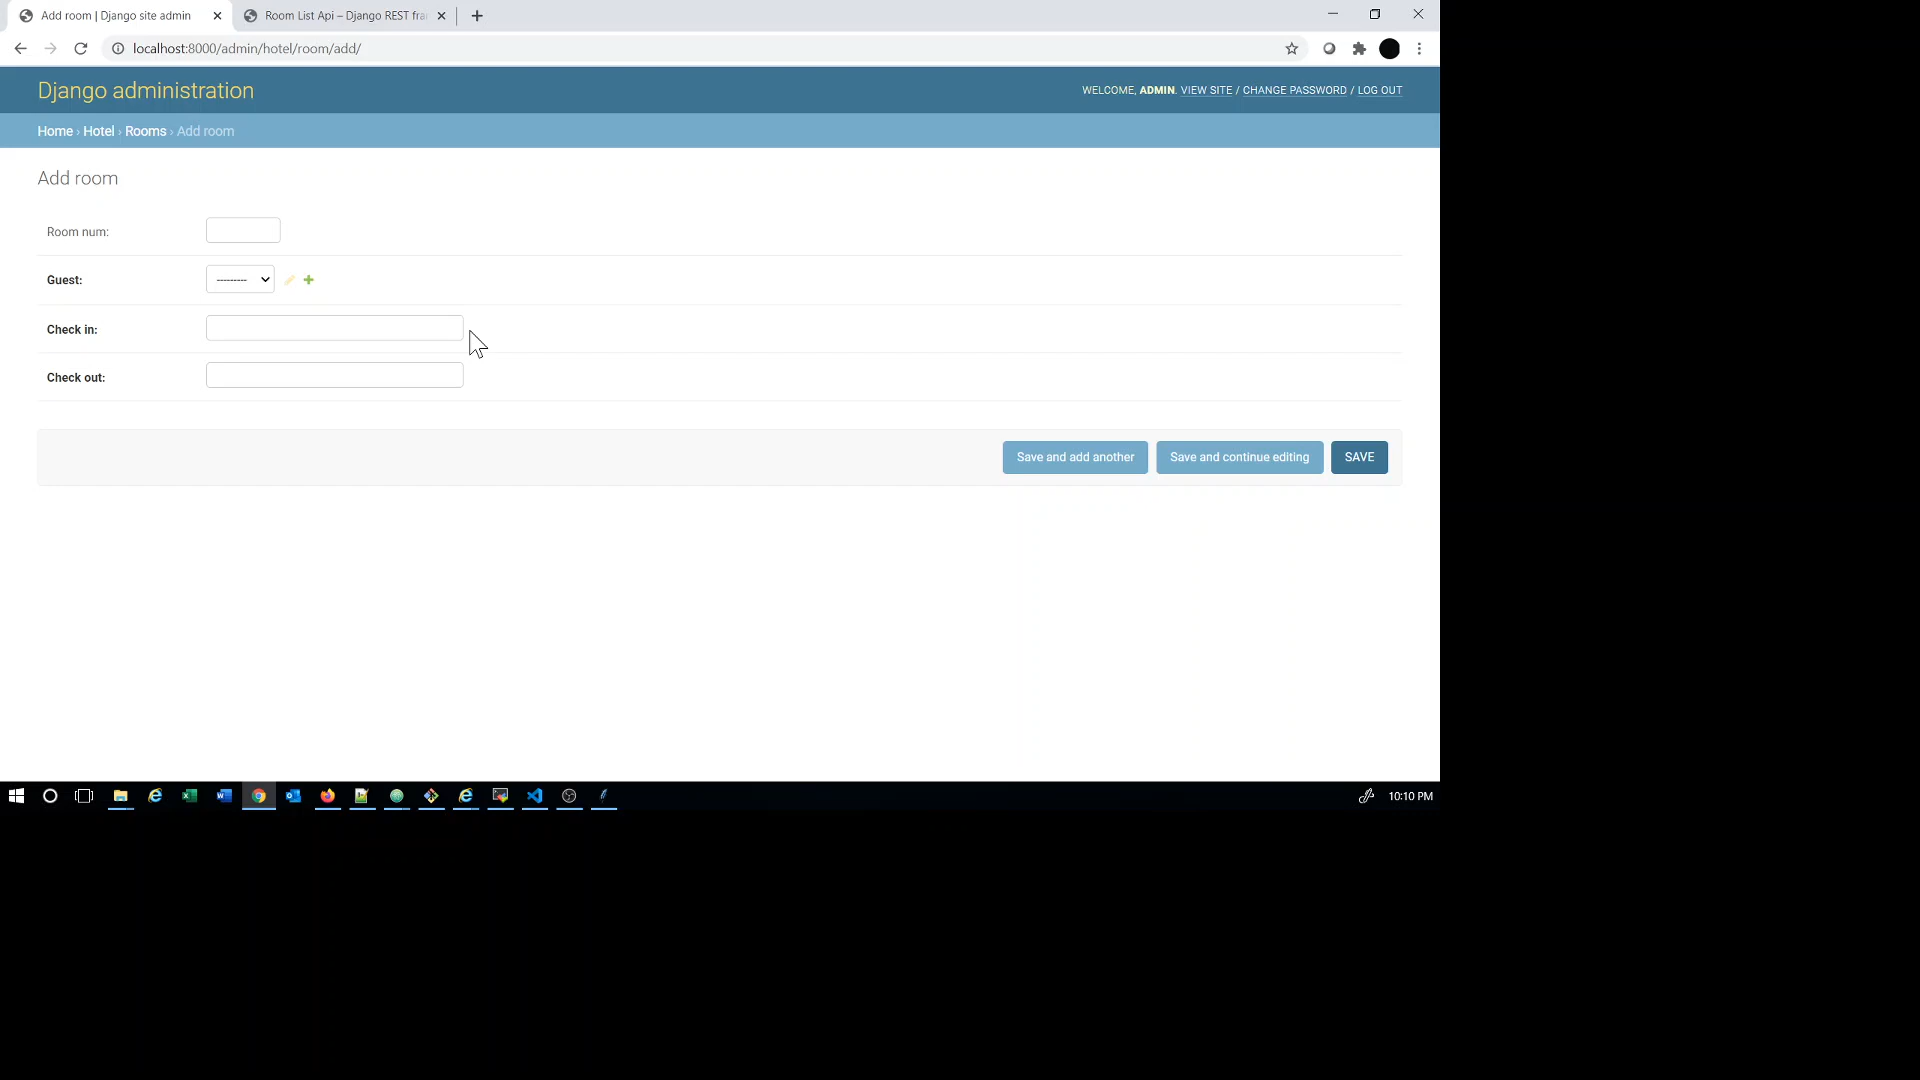 Add room | Django site admin
Room List Api – Django REST fra
localhost:8000/admin/hotel/room/add/
Django administration
WELCOME, ADMIN. VIEW SITE / CHANGE PASSWORD / LOG OUT
Home › Hotel › Rooms › Add room
Add room
Room num:
Guest: ---------
Check in:
Check out:
Save and add another
Save and continue editing
SAVE
10:10 PM